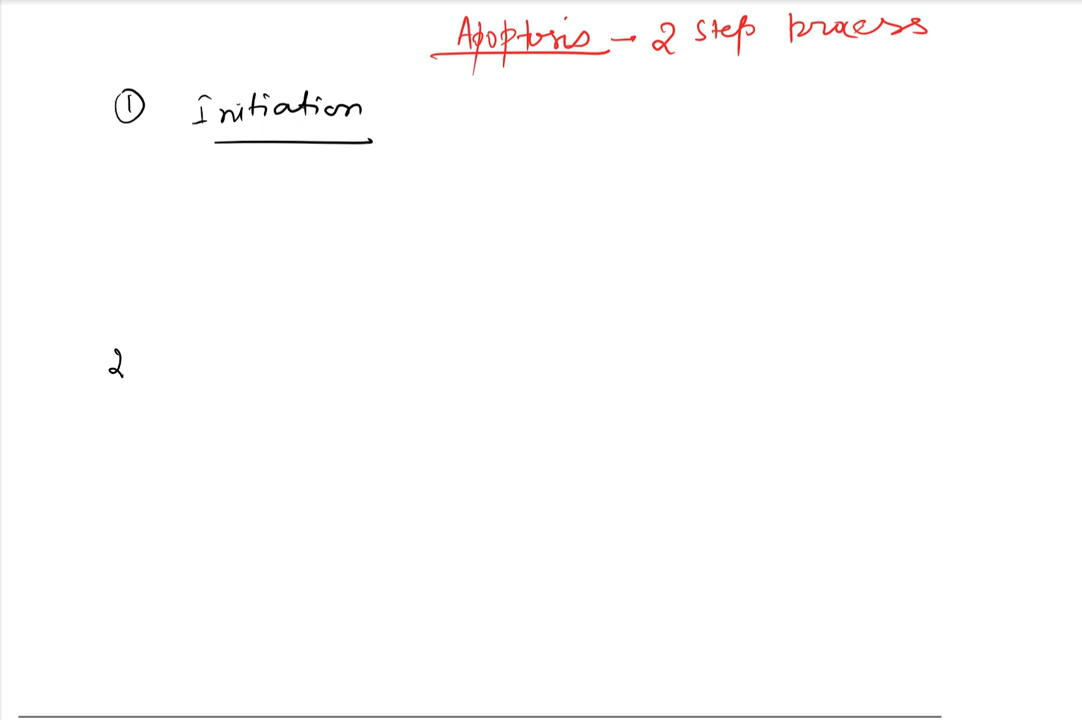 Apoptosis - 2 step process
① Initiation
2